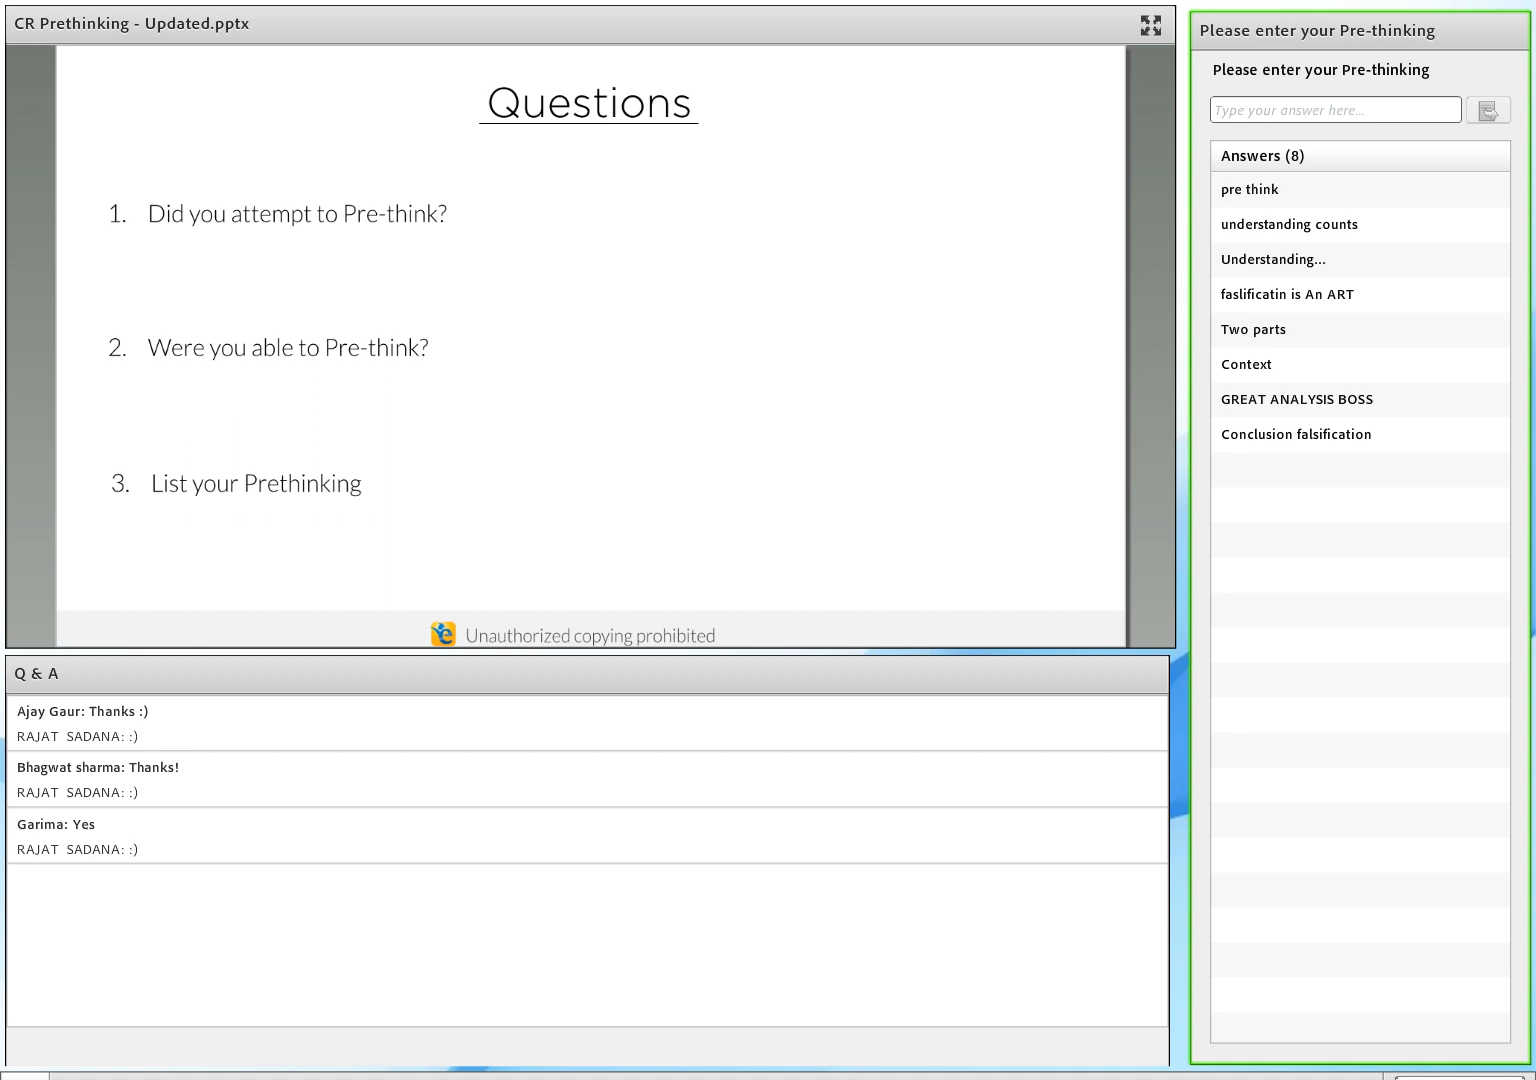 CR Prethinking - Updated.pptx
Questions
1. Did you attempt to Pre-think?
2. Were you able to Pre-think?
3. List your Prethinking
Unauthorized copying prohibited
Q & A
Ajay Gaur: Thanks :)
RAJAT SADANA: :)
Bhagwat sharma: Thanks!
RAJAT SADANA: :)
Garima: Yes
RAJAT SADANA: :)
Please enter your Pre-thinking
Please enter your Pre-thinking
Type your answer here...
Answers (8)
pre think
understanding counts
Understanding...
faslificatin is An ART
Two parts
Context
GREAT ANALYSIS BOSS
Conclusion falsification